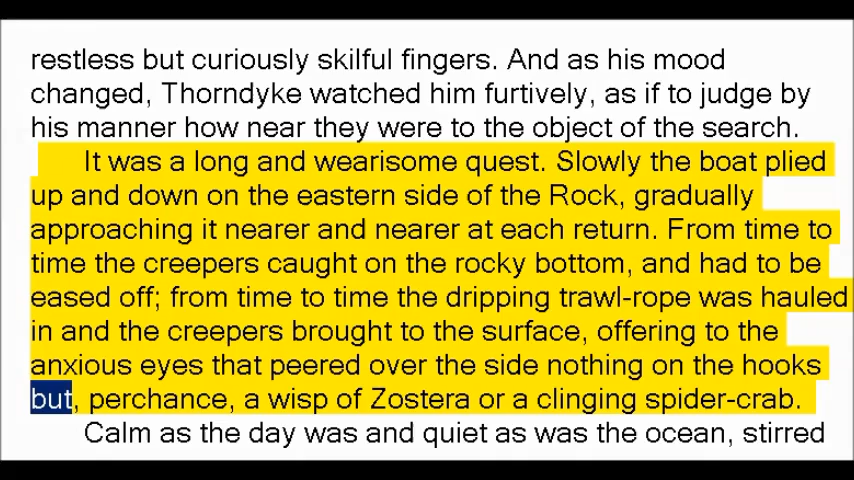 restless but curiously skilful fingers. And as his mood
changed, Thorndyke watched him furtively, as if to judge by
his manner how near they were to the object of the search.
It was a long and wearisome quest. Slowly the boat plied
up and down on the eastern side of the Rock, gradually
approaching it nearer and nearer at each return. From time to
time the creepers caught on the rocky bottom, and had to be
eased off; from time to time the dripping trawl-rope was hauled
in and the creepers brought to the surface, offering to the
anxious eyes that peered over the side nothing on the hooks
but, perchance, a wisp of Zostera or a clinging spider-crab.
Calm as the day was and quiet as was the ocean, stirred